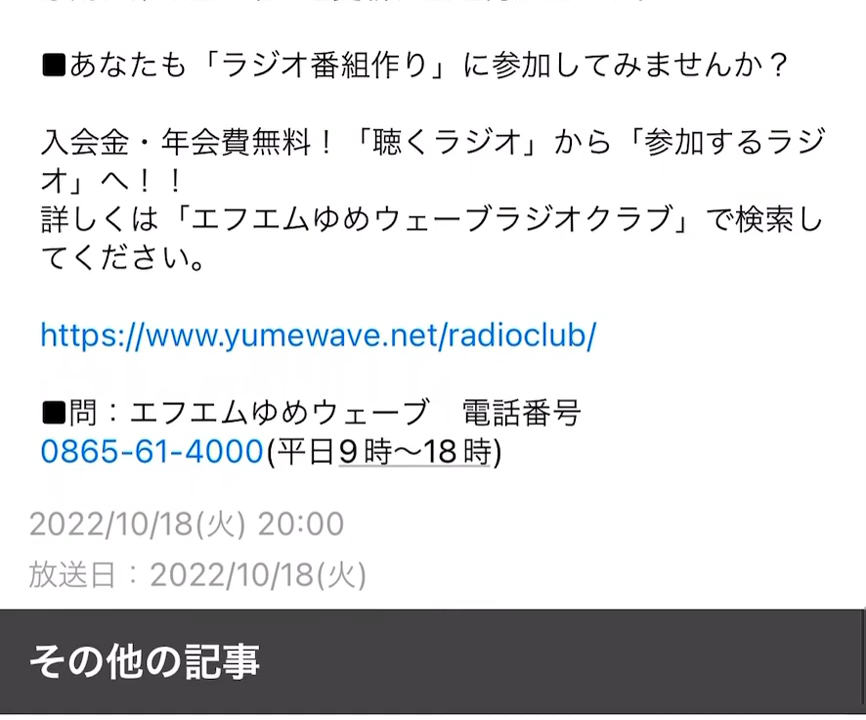 ■あなたも「ラジオ番組作り」に参加してみませんか？
入会金・年会費無料！「聴くラジオ」から「参加するラジ
オ」へ！！
詳しくは「エフエムゆめウェーブラジオクラブ」で検索し
てください。
https://www.yumewave.net/radioclub/
■問：エフエムゆめウェーブ　電話番号
0865-61-4000(平日9時～18時)
2022/10/18(火) 20:00
放送日：2022/10/18(火)
その他の記事